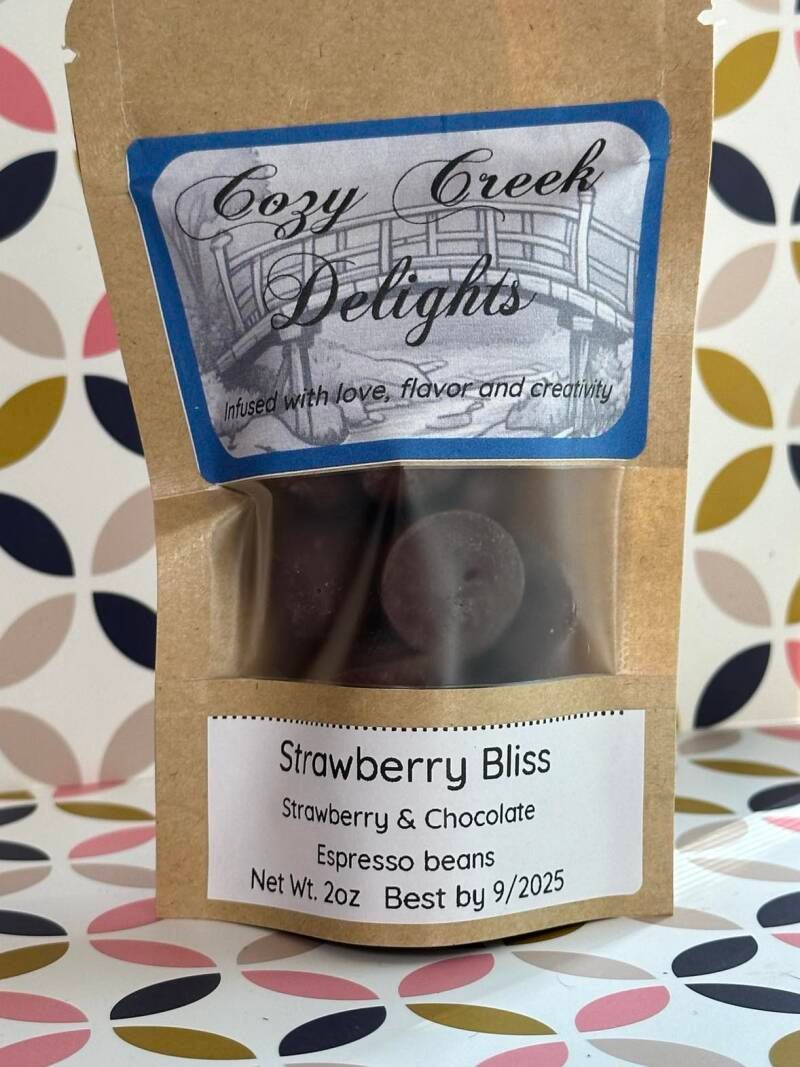 Cozy Creek
Delights
Infused with love, flavor and creativity
Strawberry Bliss
Strawberry & Chocolate
Espresso beans
Net Wt. 2oz Best by 9/2025